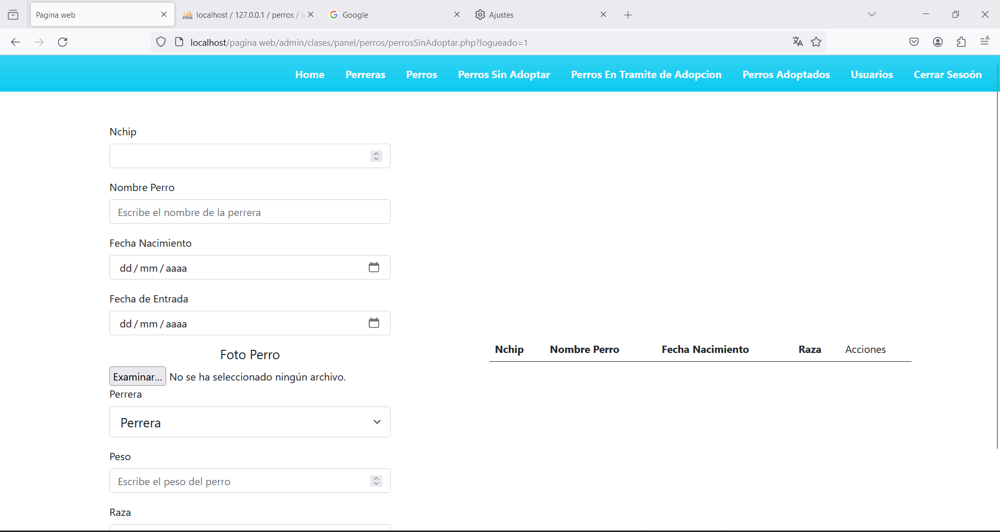 Pagina web
localhost / 127.0.0.1 / perros / a
Google
Ajustes
localhost/pagina web/admin/clases/panel/perros/perrosSinAdoptar.php?logueado=1
Home Perreras Perros Perros Sin Adoptar Perros En Tramite de Adopcion Perros Adoptados Usuarios Cerrar Sesoón
Nchip
Nombre Perro
Escribe el nombre de la perrera
Fecha Nacimiento
dd / mm / aaaa
Fecha de Entrada
dd / mm / aaaa
Foto Perro
Examinar... No se ha seleccionado ningún archivo.
Perrera
Perrera
Peso
Escribe el peso del perro
Raza
Nchip Nombre Perro Fecha Nacimiento Raza Acciones